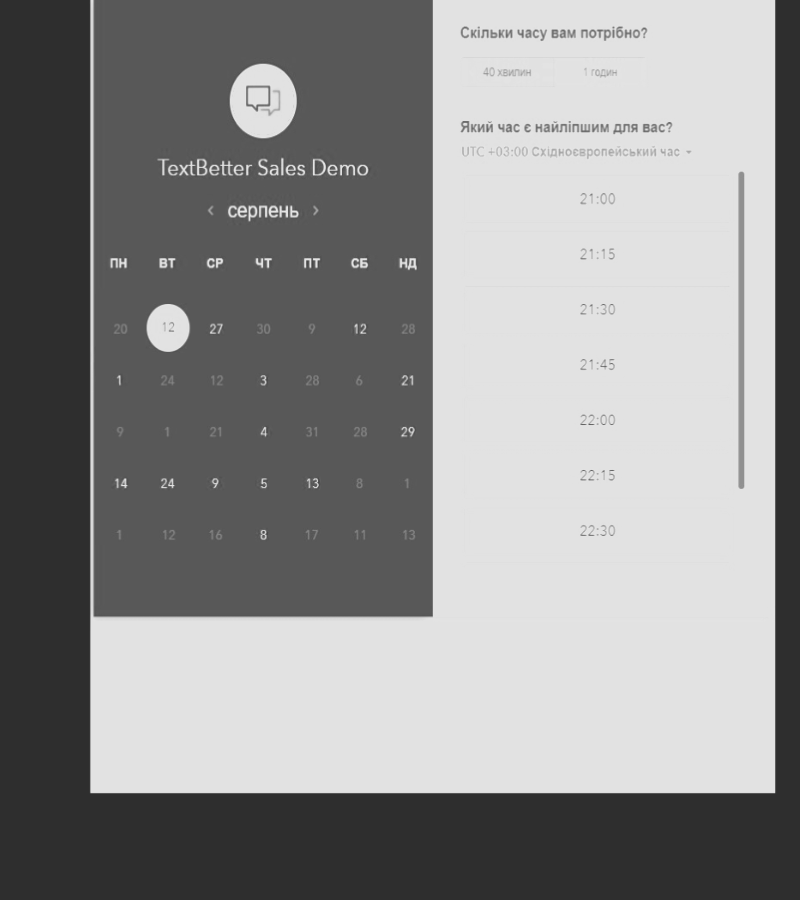 TextBetter Sales Demo
‹ серпень ›
ПН ВТ СР ЧТ ПТ СБ НД
20 12 27 30 9 12 28
1 24 12 3 28 6 21
9 1 21 4 31 28 29
14 24 9 5 13 8 1
1 12 16 8 17 11 13
Скільки часу вам потрібно?
40 хвилин 1 годин
Який час є найліпшим для вас?
UTC +03:00 Східноєвропейський час
21:00
21:15
21:30
21:45
22:00
22:15
22:30